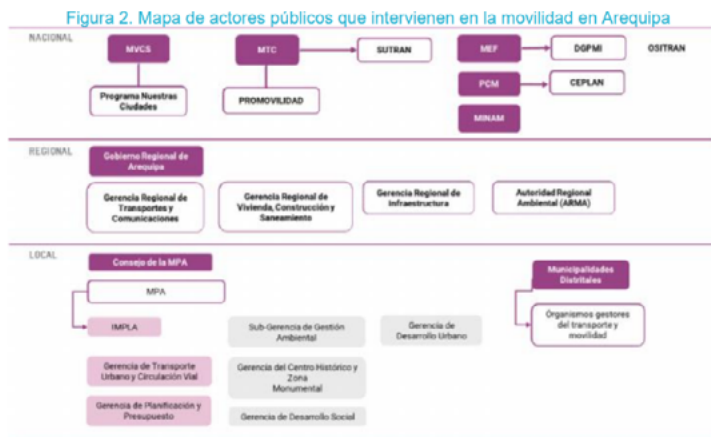 Figura 2. Mapa de actores públicos que intervienen en la movilidad en Arequipa
NACIONAL
MVCS
MTC
SUTRAN
MEF
DGPMI
OSITRAN
Programa Nuestras
Ciudades
PROMOVILIDAD
PCM
CEPLAN
MINAM
REGIONAL
Gobierno Regional de
Arequipa
Gerencia Regional de
Transportes y
Comunicaciones
Gerencia Regional de
Vivienda, Construcción y
Saneamiento
Gerencia Regional de
Infraestructura
Autoridad Regional
Ambiental (ARMA)
LOCAL
Consejo de la MPA
MPA
Municipalidades
Distritales
Órganismos gestores
del transporte y
movilidad
IMPLA
Sub-Gerencia de Gestión
Ambiental
Gerencia de
Desarrollo Urbano
Gerencia de Transporte
Urbano y Circulación Vial
Gerencia del Centro Histórico y
Zona
Monumental
Gerencia de Planificación y
Presupuesto
Gerencia de Desarrollo Social